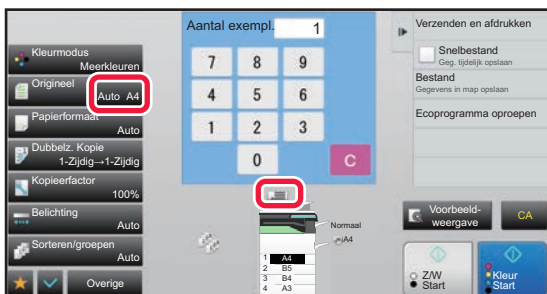 Aantal exempl. 1
Kleurmodus
Meerkleuren
Origineel
Auto A4
Papierformaat
Auto
Dubbelz. Kopie
1-Zijdig→1-Zijdig
Kopieerfactor
100%
Belichting
Auto
Sorteren/groepen
Auto
Overige
7 8 9
4 5 6
1 2 3
0 C
Normaal
A4
1 A4
2 B5
3 B4
4 A3
Verzenden en afdrukken
Snelbestand
Geg. tijdelijk opslaan
Bestand
Gegevens in map opslaan
Ecoprogramma oproepen
Voorbeeld-
weergave
CA
Z/W
Start
Kleur
Start